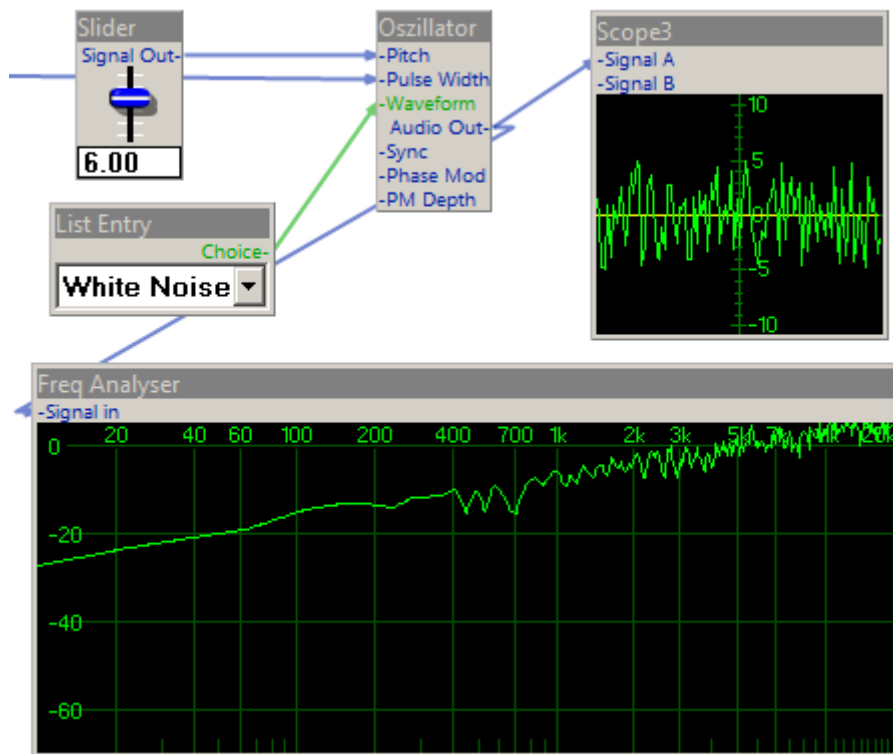 Slider
Signal Out-
6.00
Oszillator
-Pitch
-Pulse Width
-Waveform
Audio Out-
-Sync
-Phase Mod
-PM Depth
Scope3
-Signal A
-Signal B
10
5
0
-5
-10
List Entry
Choice-
White Noise
Freq Analyser
-Signal in
20 40 60 100 200 400 700 1k 2k 3k 5k
0
-20
-40
-60